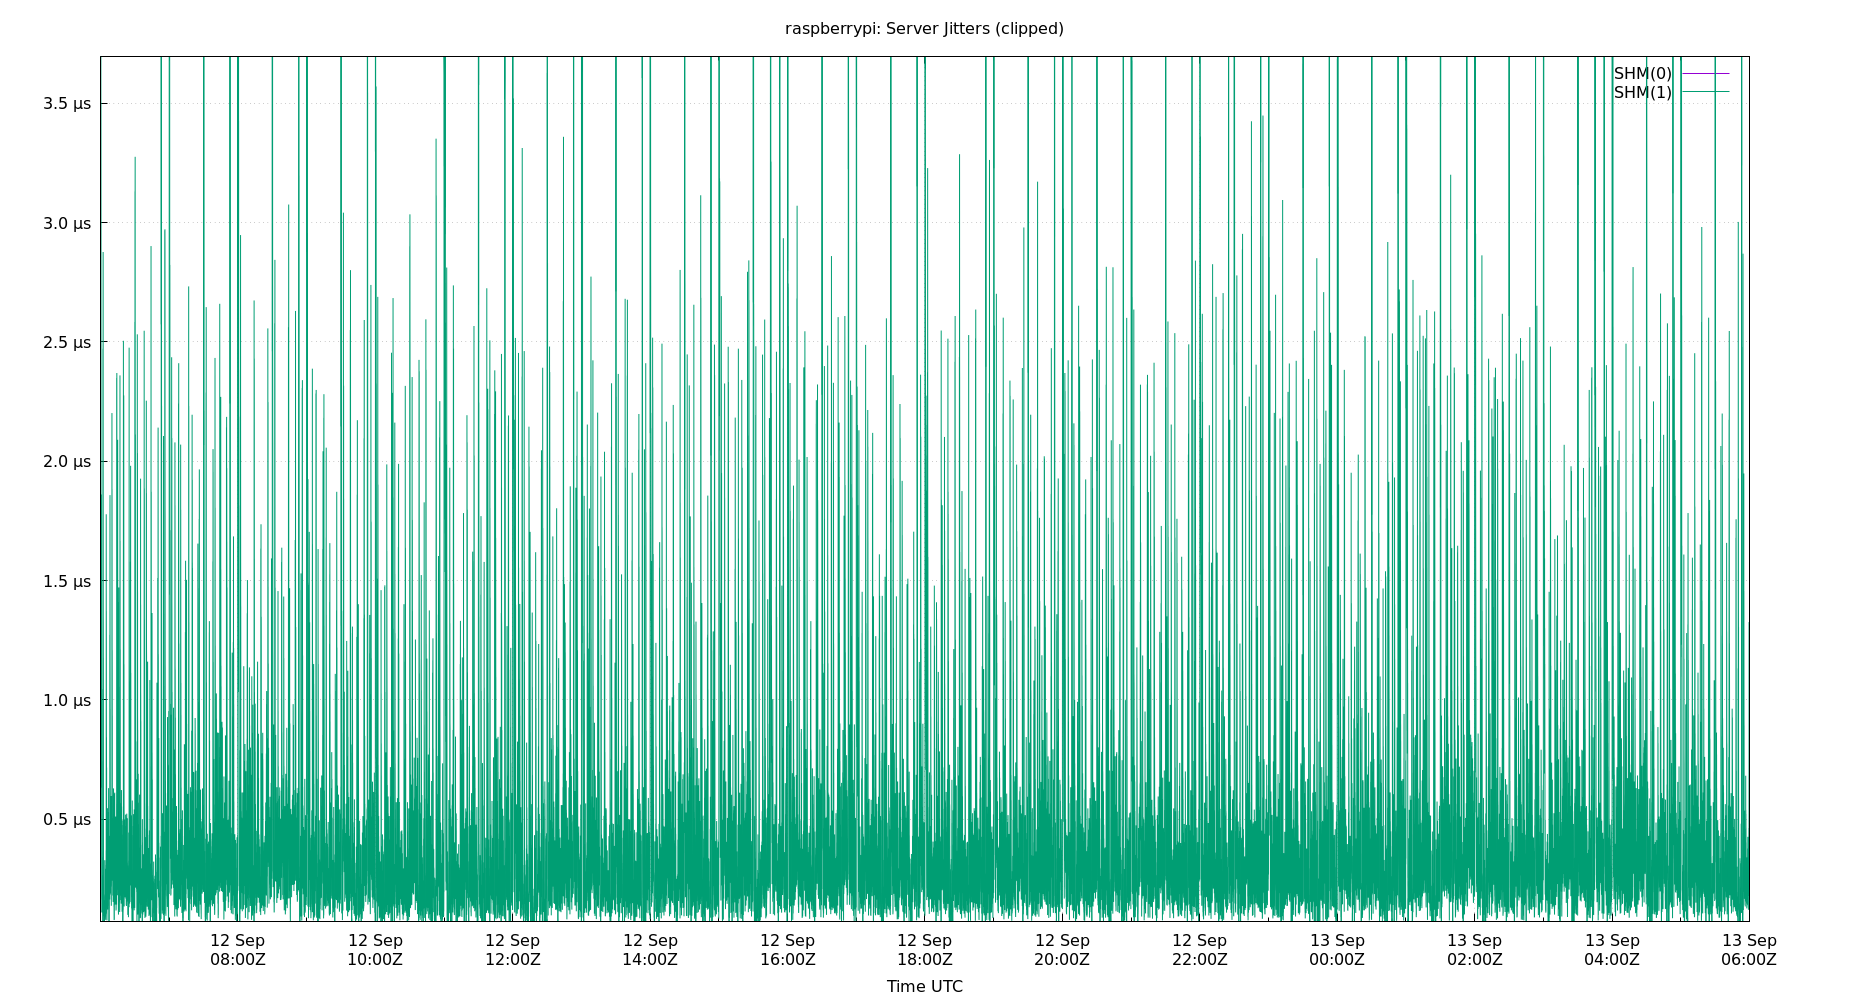 raspberrypi: Server Jitters (clipped)
SHM(0)
SHM(1)
3.5 µs
3.0 µs
2.5 µs
2.0 µs
1.5 µs
1.0 µs
0.5 µs
12 Sep 12 Sep 12 Sep 12 Sep 12 Sep 12 Sep 12 Sep 12 Sep 13 Sep 13 Sep 13 Sep 13 Sep
08:00Z 10:00Z 12:00Z 14:00Z 16:00Z 18:00Z 20:00Z 22:00Z 00:00Z 02:00Z 04:00Z 06:00Z
Time UTC